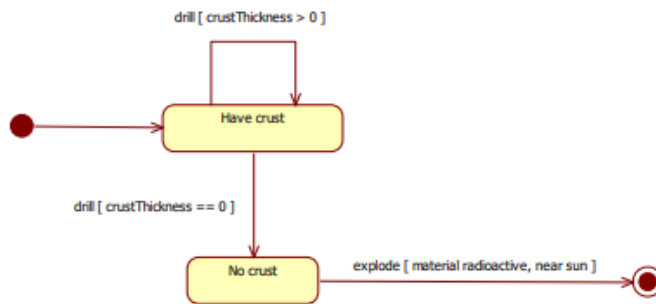 drill [ crustThickness > 0 ]
Have crust
drill [ crustThickness == 0 ]
No crust
explode [ material radioactive, near sun ]